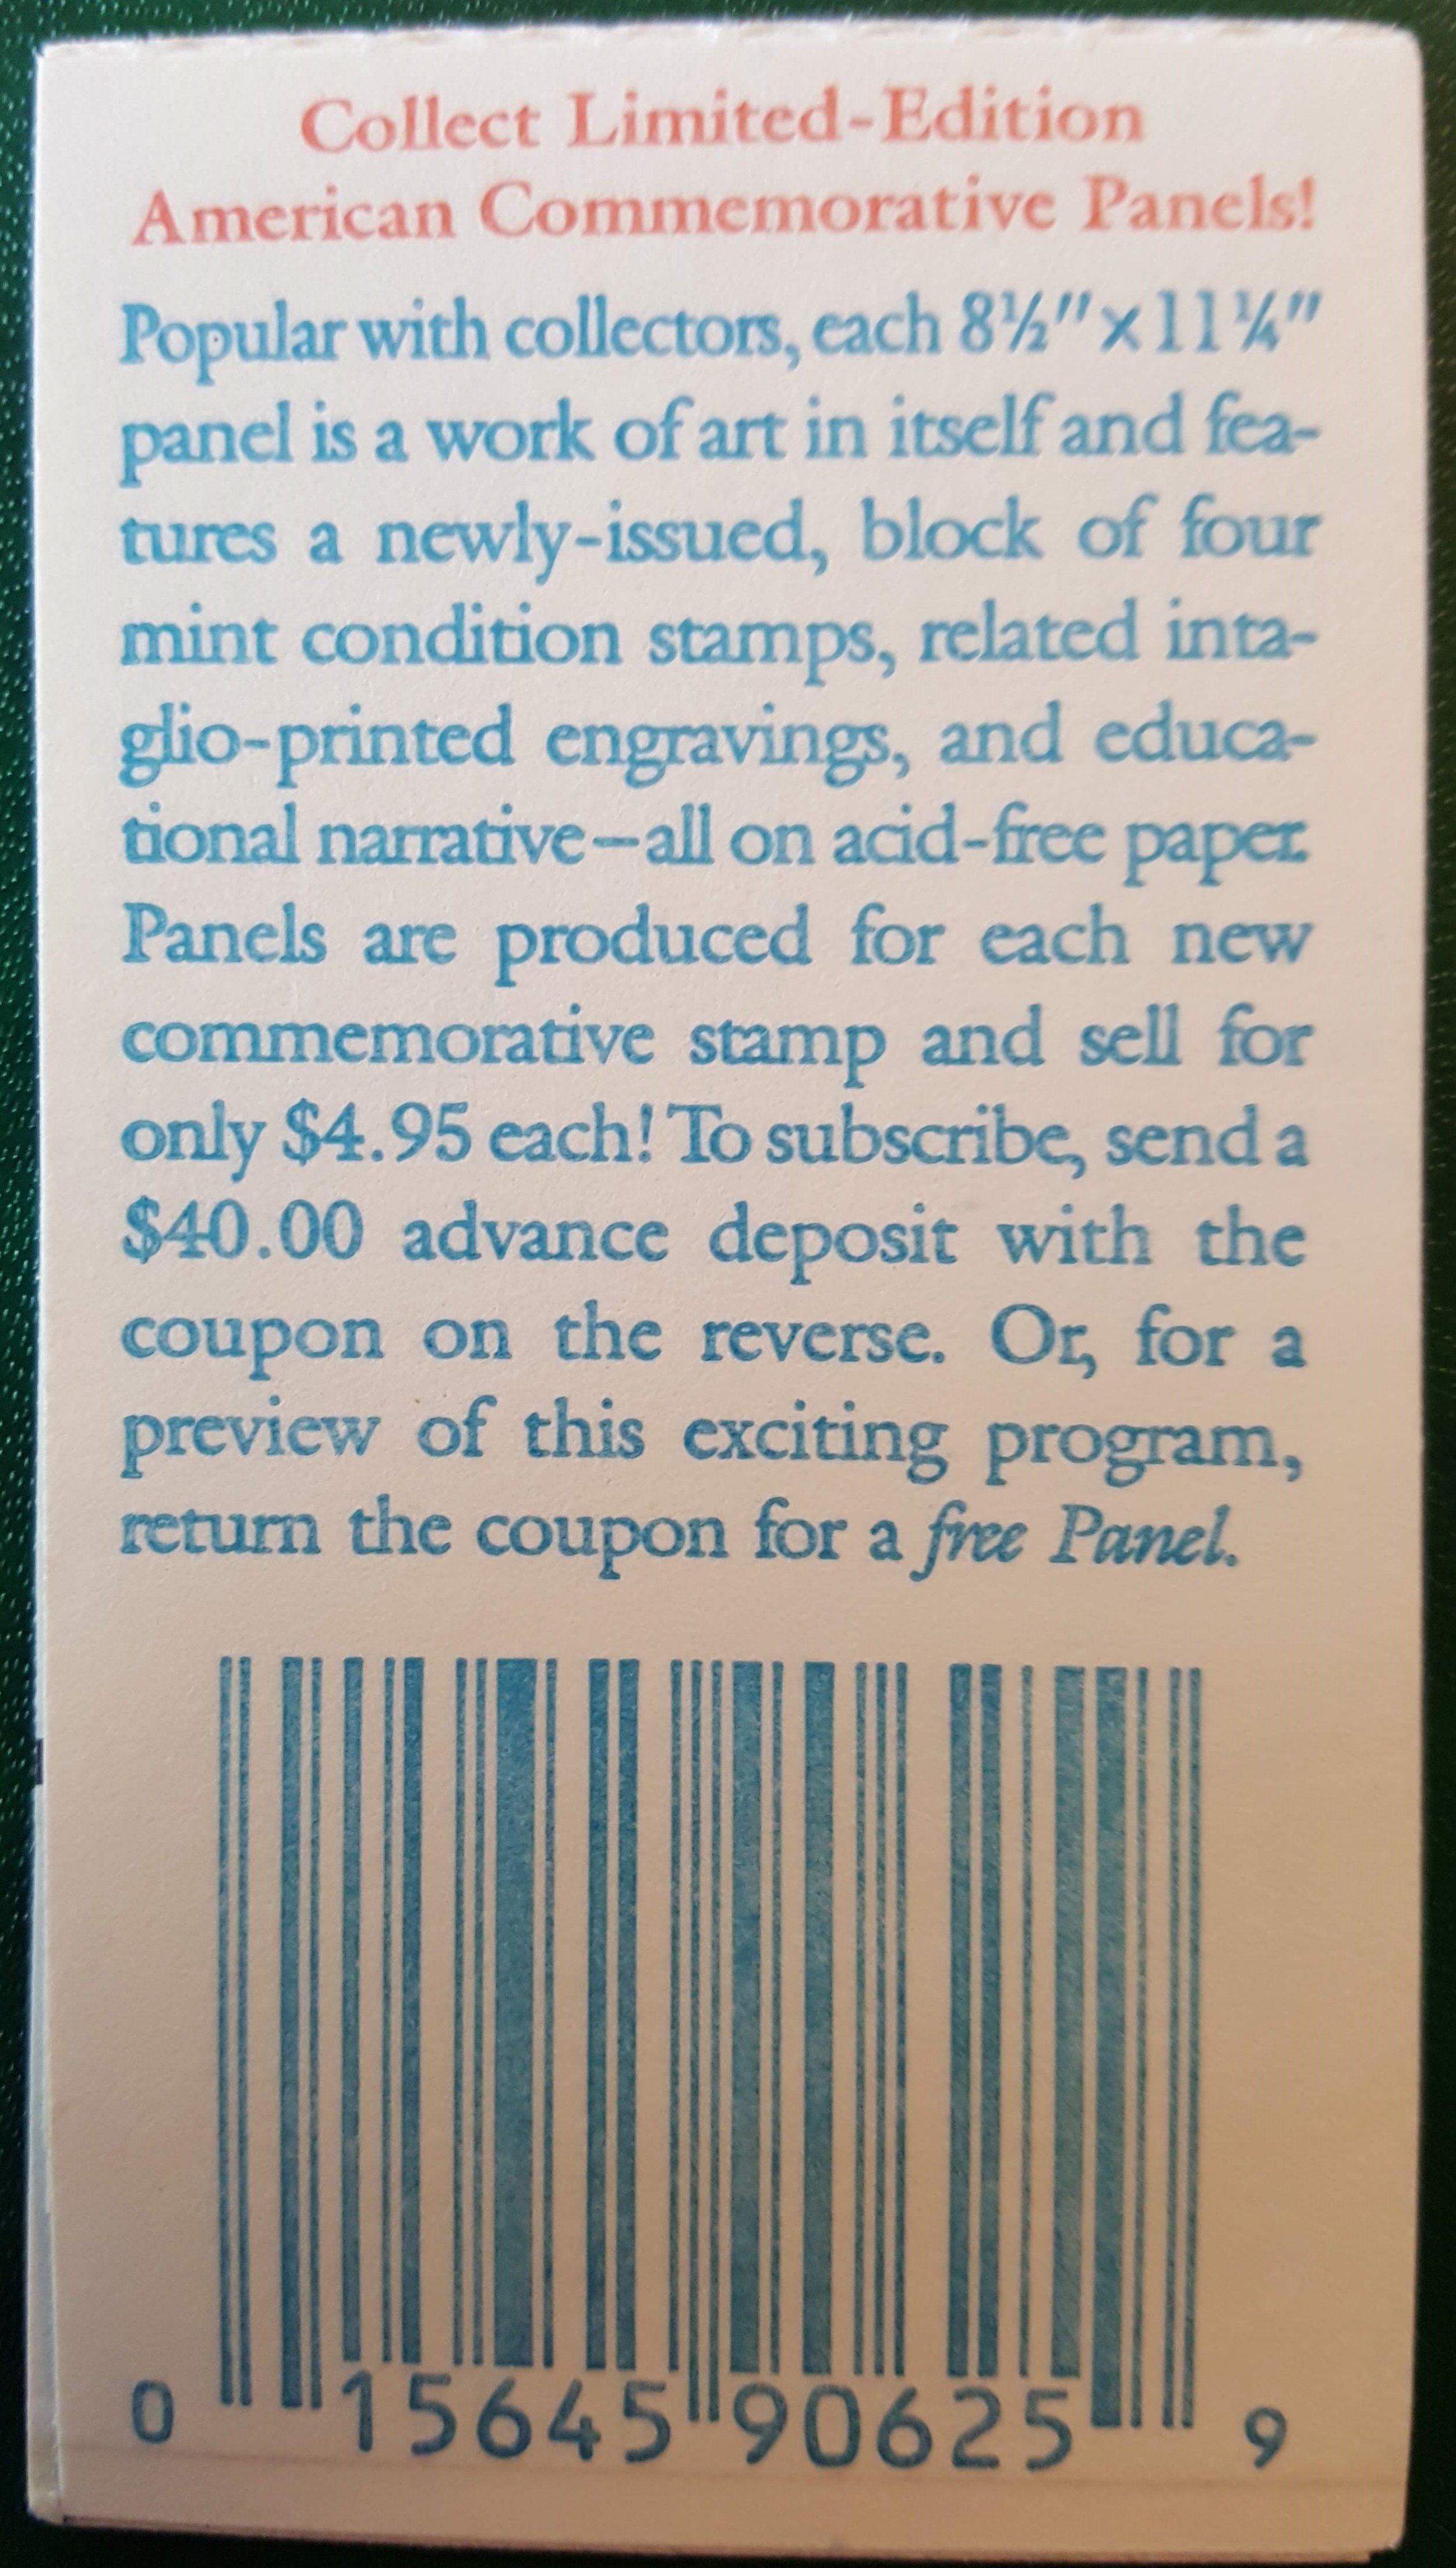 Collect Limited-Edition
American Commemorative Panels!
Popular with collectors, each 8½" x 11¼"
panel is a work of art in itself and fea-
tures a newly-issued, block of four
mint condition stamps, related inta-
glio-printed engravings, and educa-
tional narrative—all on acid-free paper.
Panels are produced for each new
commemorative stamp and sell for
only $4.95 each! To subscribe, send a
$40.00 advance deposit with the
coupon on the reverse. Or, for a
preview of this exciting program,
return the coupon for a free Panel.
0 15645 90625 9